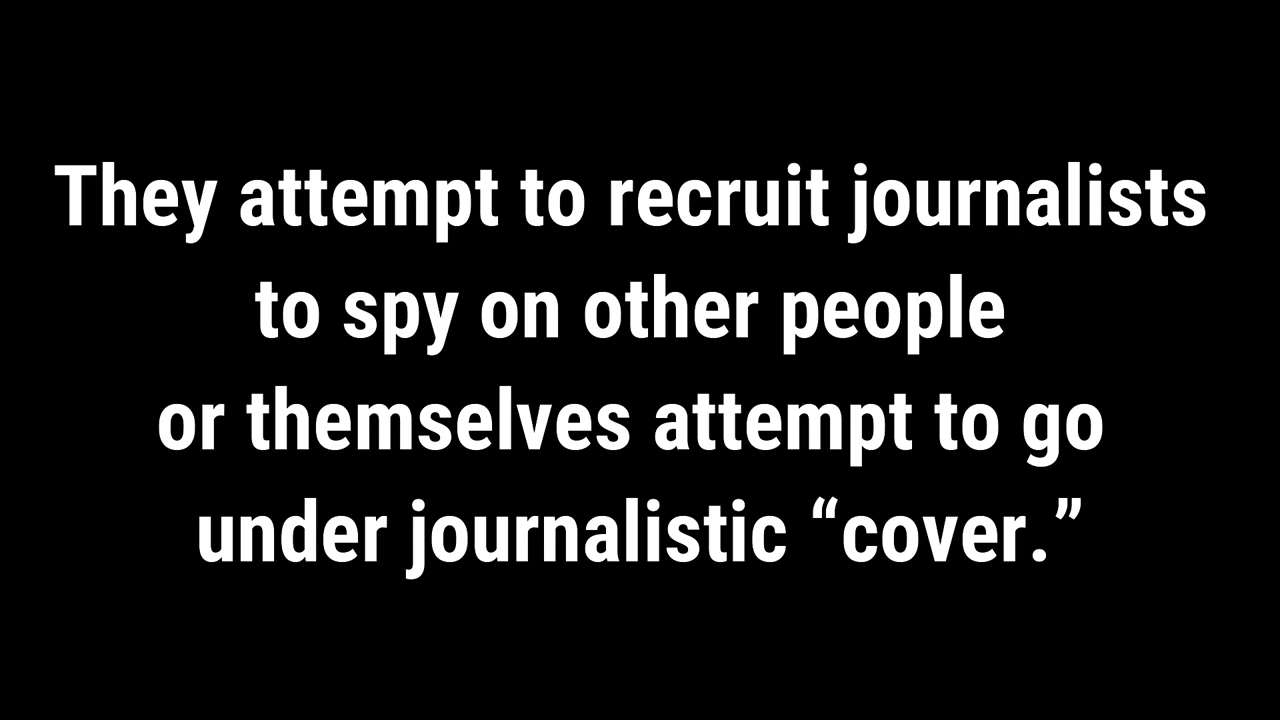 They attempt to recruit journalists
to spy on other people
or themselves attempt to go
under journalistic “cover.”